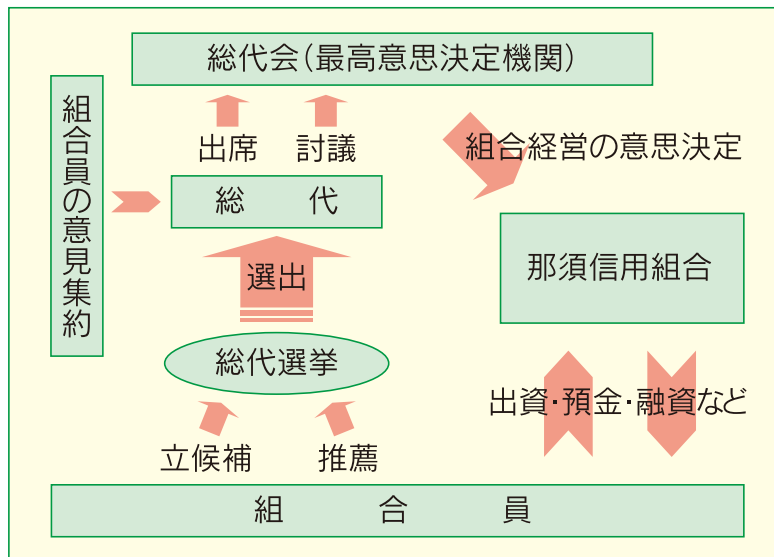 総代会（最高意思決定機関）
組合員の意見集約
出席
討議
組合経営の意思決定
総代
那須信用組合
選出
総代選挙
出資・預金・融資など
立候補
推薦
組合員